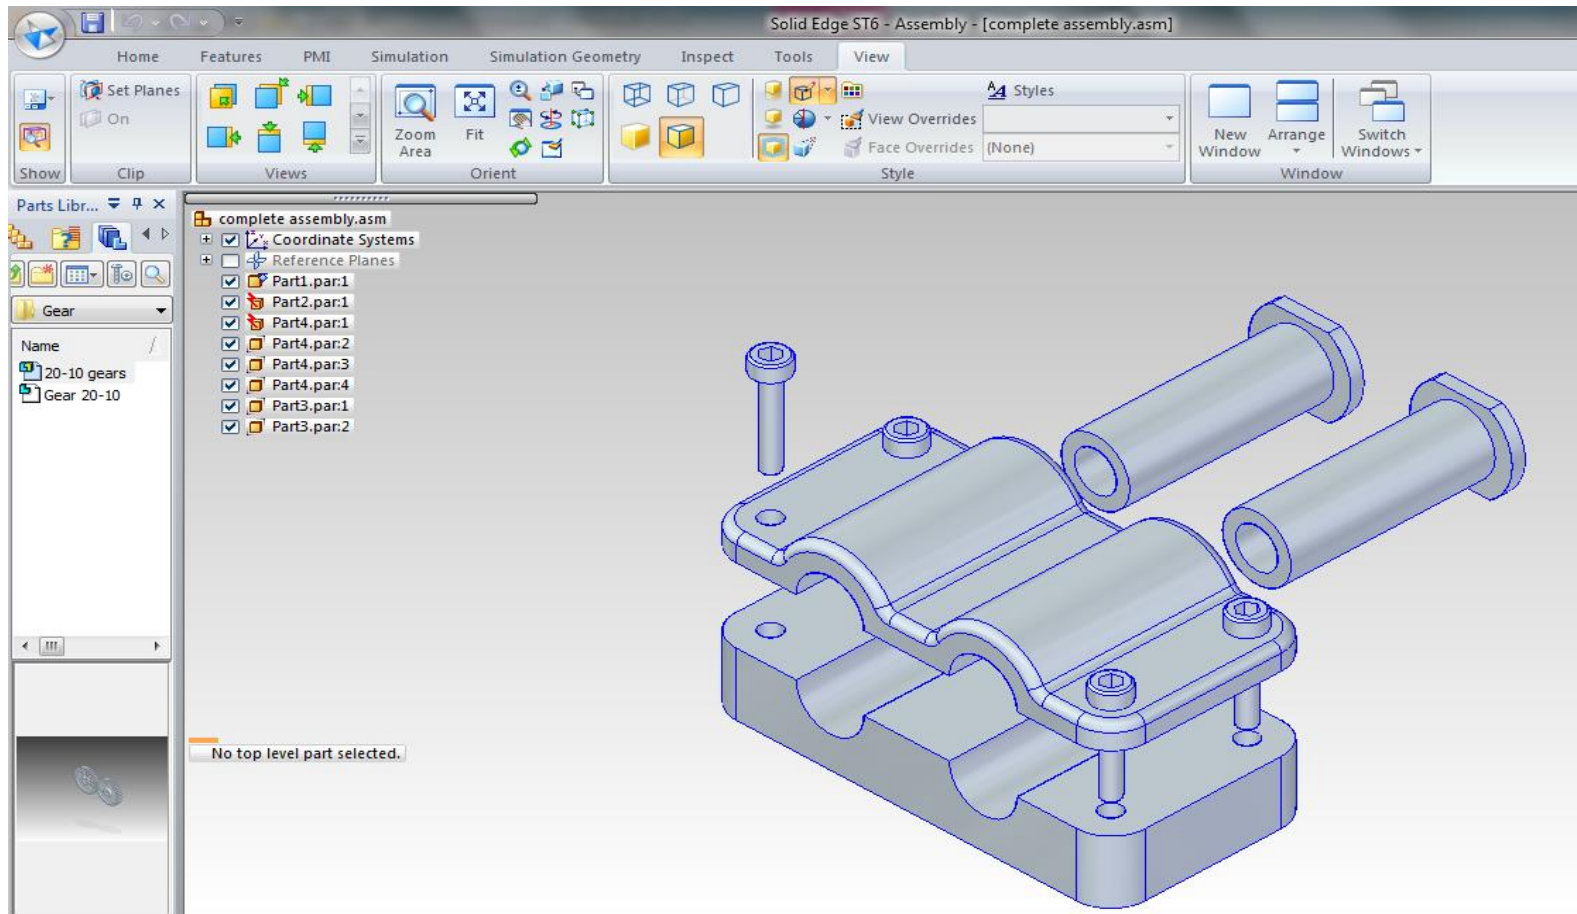 Solid Edge ST6 - Assembly - [complete assembly.asm]
Home Features PMI Simulation Simulation Geometry Inspect Tools View
Set Planes
On
Zoom Area
Fit
Styles
View Overrides
Face Overrides (None)
New Window
Arrange
Switch Windows
Show Clip Views Orient Style Window
Parts Libr...
Gear
Name
20-10 gears
Gear 20-10
complete assembly.asm
Coordinate Systems
Reference Planes
Part1.par:1
Part2.par:1
Part4.par:1
Part4.par:2
Part4.par:3
Part4.par:4
Part3.par:1
Part3.par:2
No top level part selected.